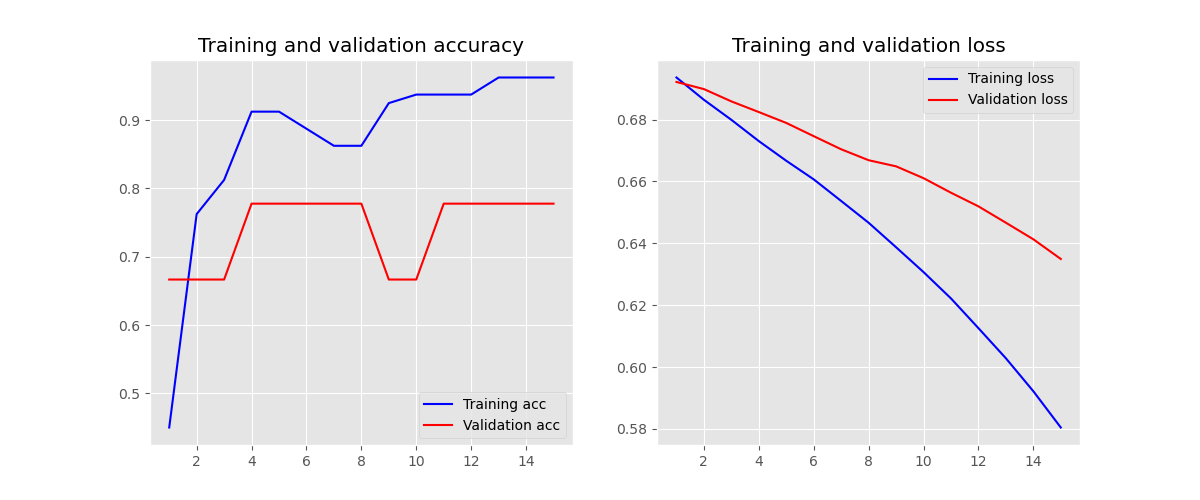 Training and validation accuracy
0.9
0.8
0.7
0.6
0.5
2 4 6 8 10 12 14
Training acc
Validation acc
Training and validation loss
0.68
0.66
0.64
0.62
0.60
0.58
2 4 6 8 10 12 14
Training loss
Validation loss